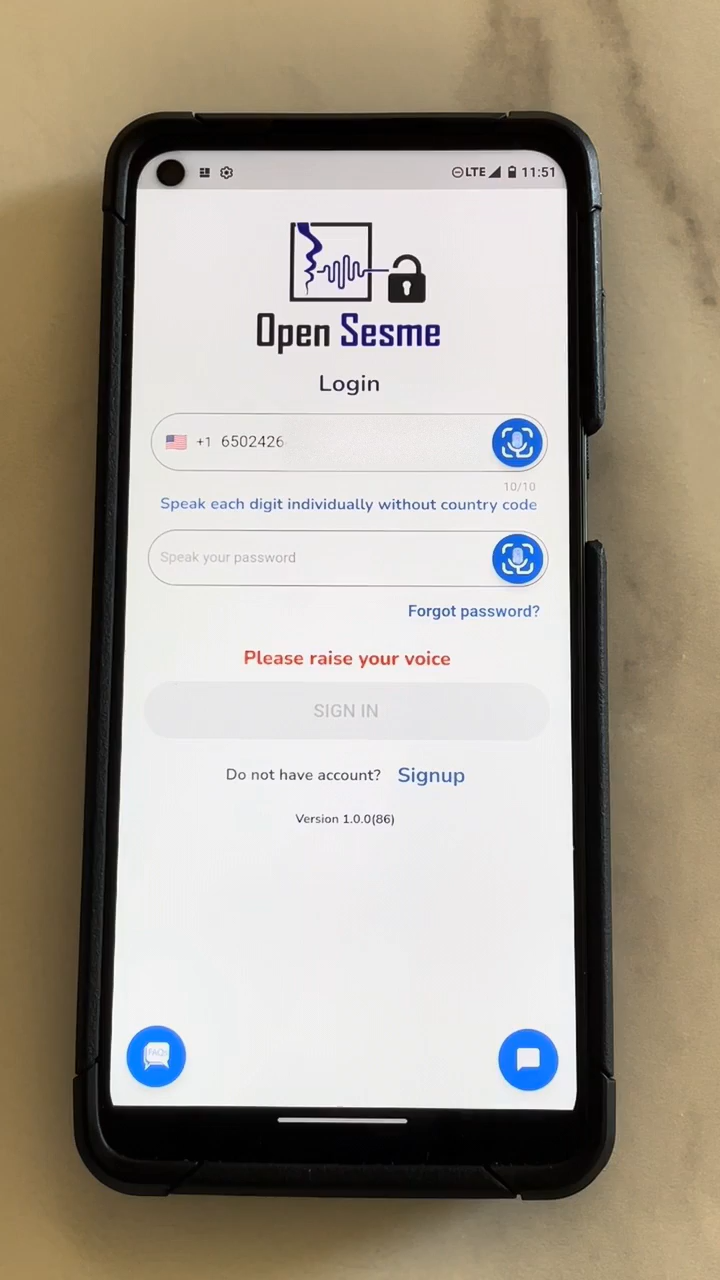 LTE 11:51
Open Sesme
Login
+1 6502426
10/10
Speak each digit individually without country code
Speak your password
Forgot password?
Please raise your voice
SIGN IN
Do not have account? Signup
Version 1.0.0(86)
FAQs